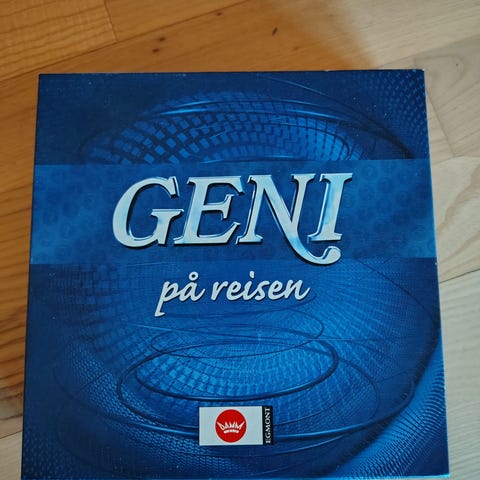 GENI
på reisen
DAMM
EGMONT